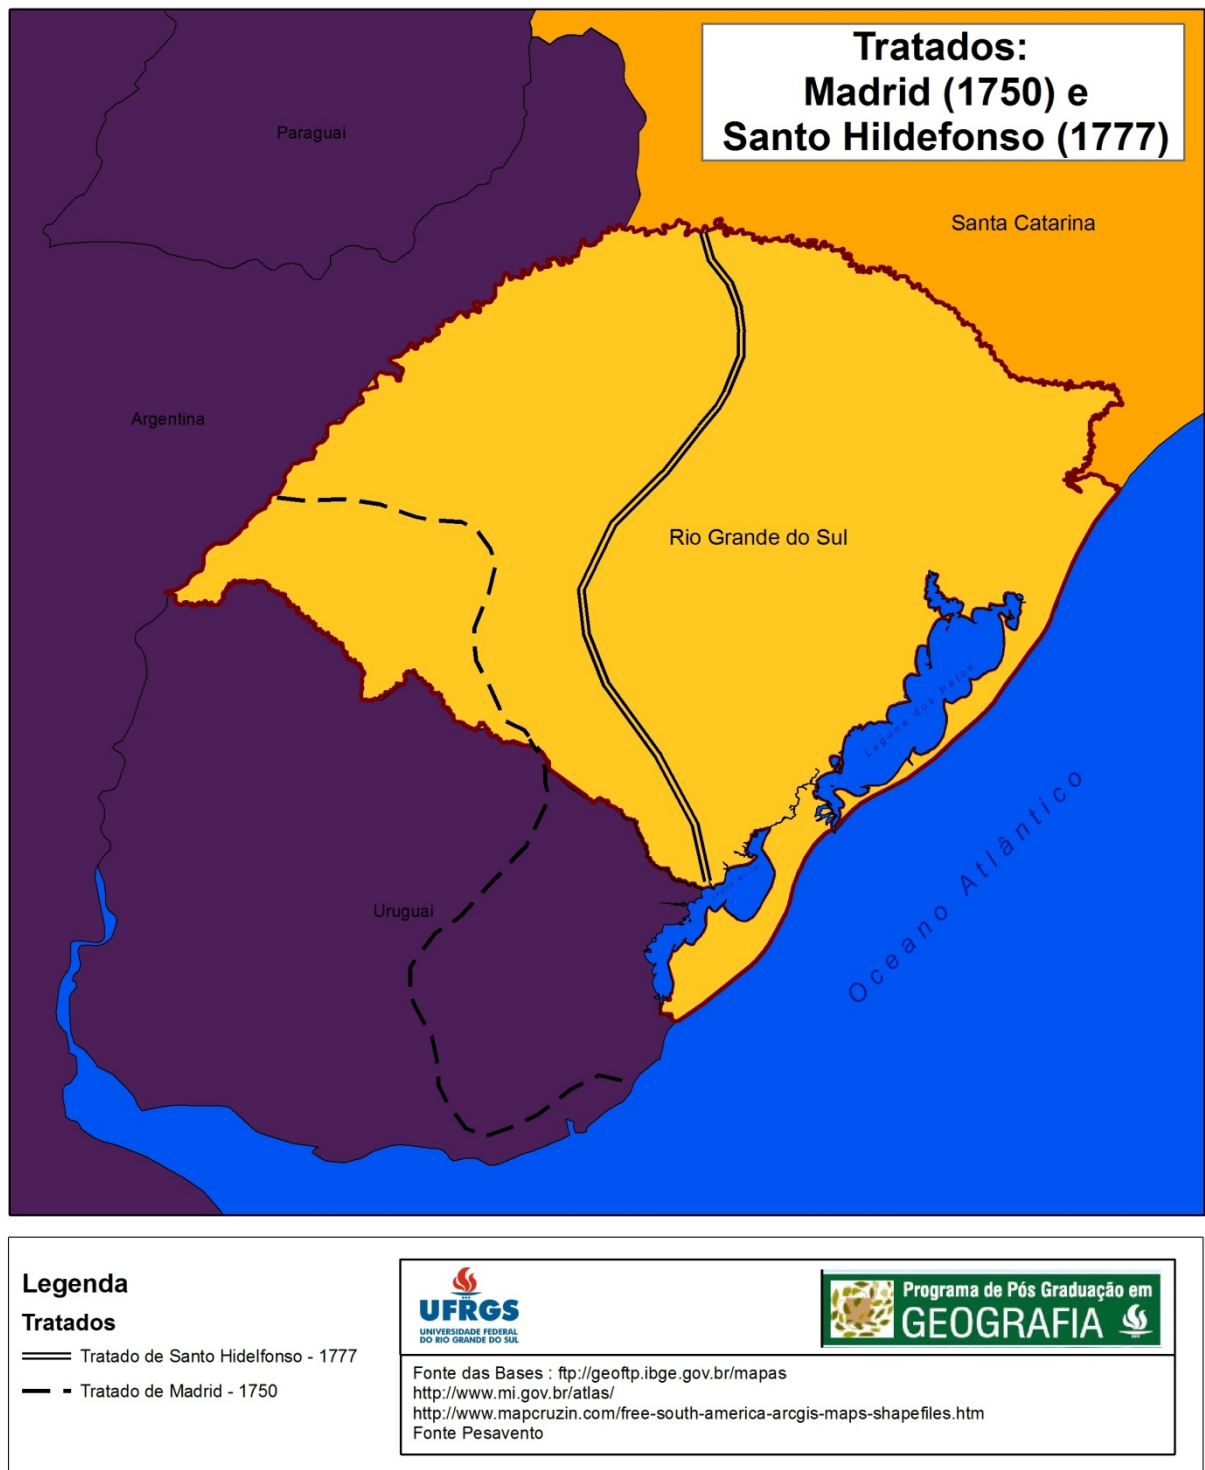 Tratados:
Madrid (1750) e
Santo Hildefonso (1777)
Paraguai
Santa Catarina
Argentina
Rio Grande do Sul
Laguna dos Patos
Uruguai
Oceano Atlântico
Legenda
Tratados
Tratado de Santo Hidelfonso - 1777
Tratado de Madrid - 1750
UFRGS
UNIVERSIDADE FEDERAL
DO RIO GRANDE DO SUL
Programa de Pós Graduação em
GEOGRAFIA
Fonte das Bases : ftp://geoftp.ibge.gov.br/mapas
http://www.mi.gov.br/atlas/
http://www.mapcruzin.com/free-south-america-arcgis-maps-shapefiles.htm
Fonte Pesavento